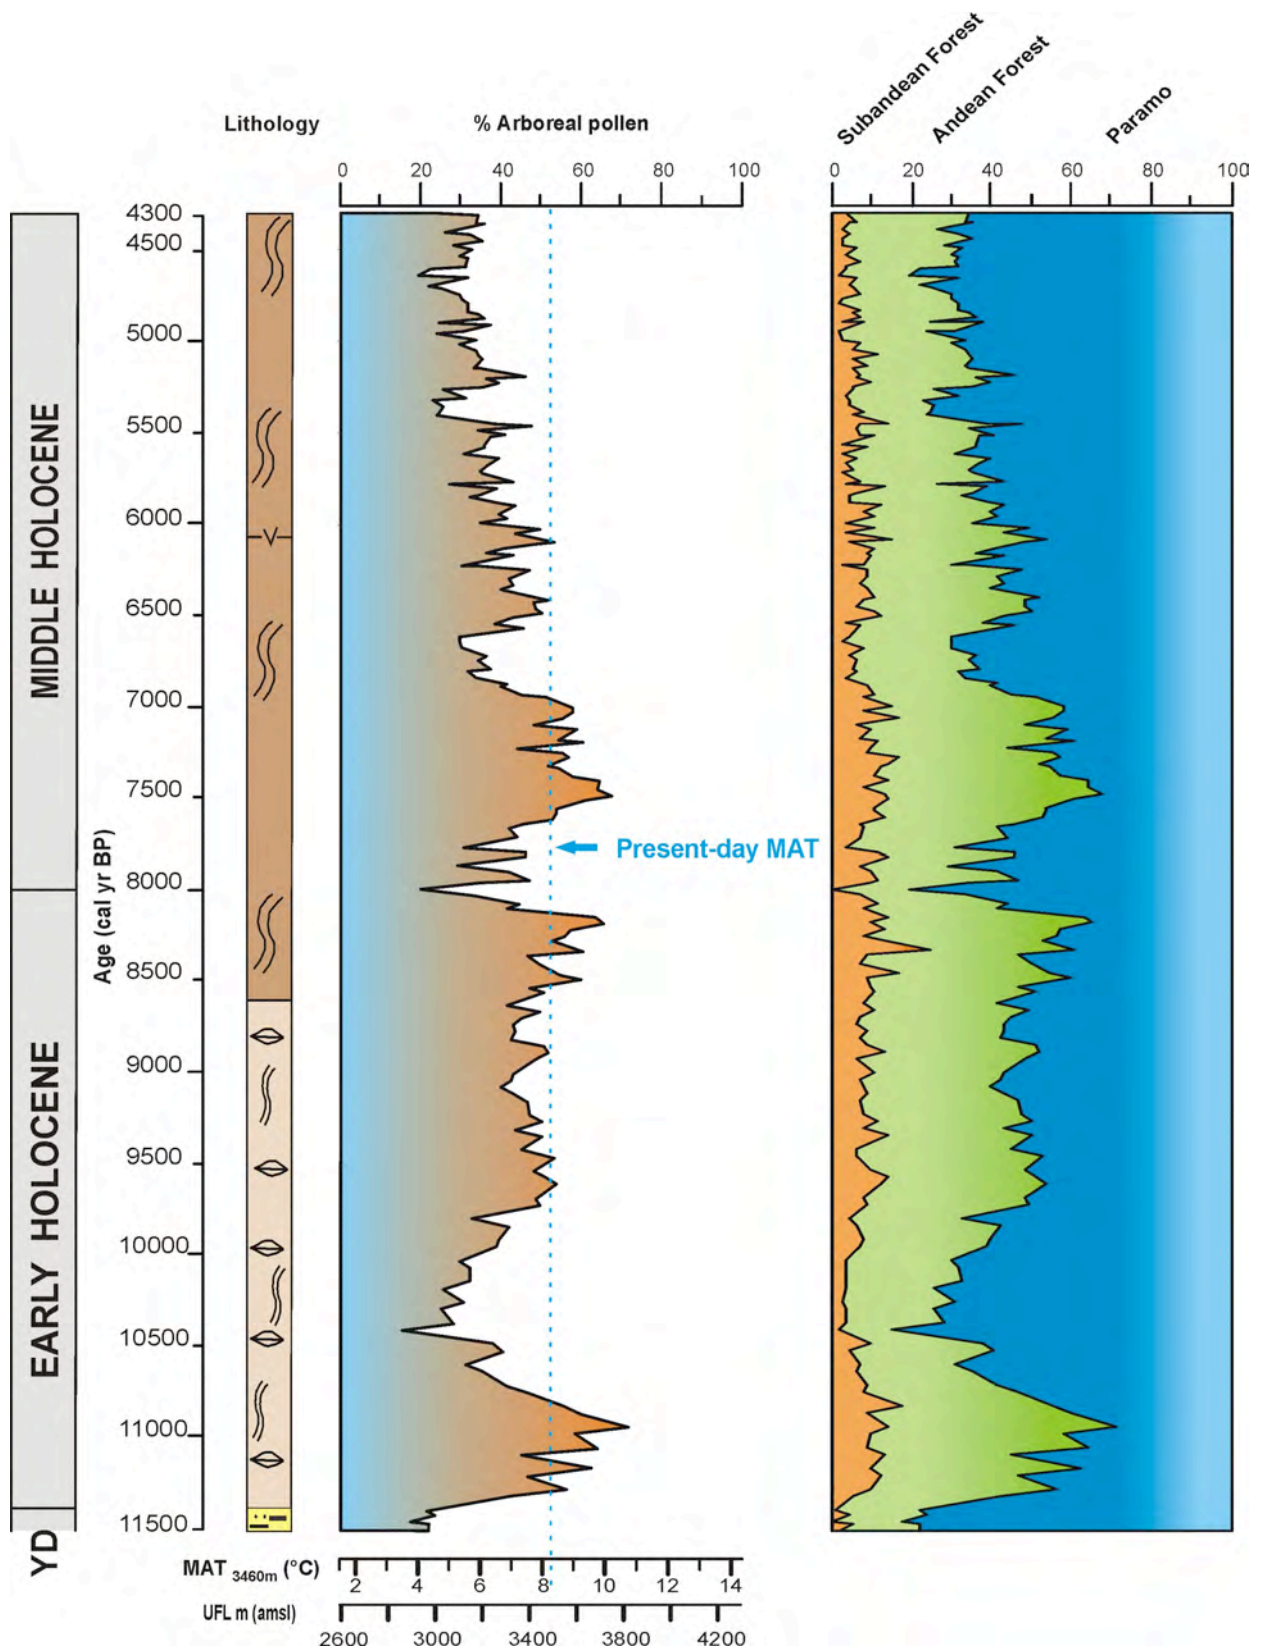 Subandean Forest
Andean Forest
Paramo
Lithology
% Arboreal pollen
0 20 40 60 80 100
0 20 40 60 80 100
4300
4500
5000
5500
6000
6500
7000
7500
8000
8500
9000
9500
10000
10500
11000
11500
Age (cal yr BP)
MIDDLE HOLOCENE
EARLY HOLOCENE
YD
V
Present-day MAT
MAT 3460m (°C)
2 4 6 8 10 12 14
UFL m (amsl)
2600 3000 3400 3800 4200